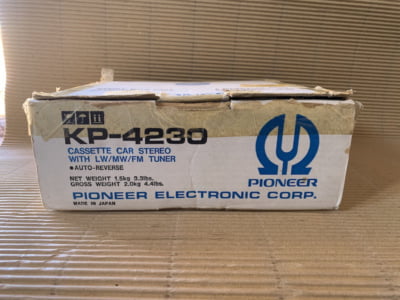 KP-4230
CASSETTE CAR STEREO
WITH LW/MW/FM TUNER
●AUTO-REVERSE
NET WEIGHT 1.5kg 3.3lbs.
GROSS WEIGHT 2.0kg 4.4lbs.
PIONEER
PIONEER ELECTRONIC CORP.
MADE IN JAPAN